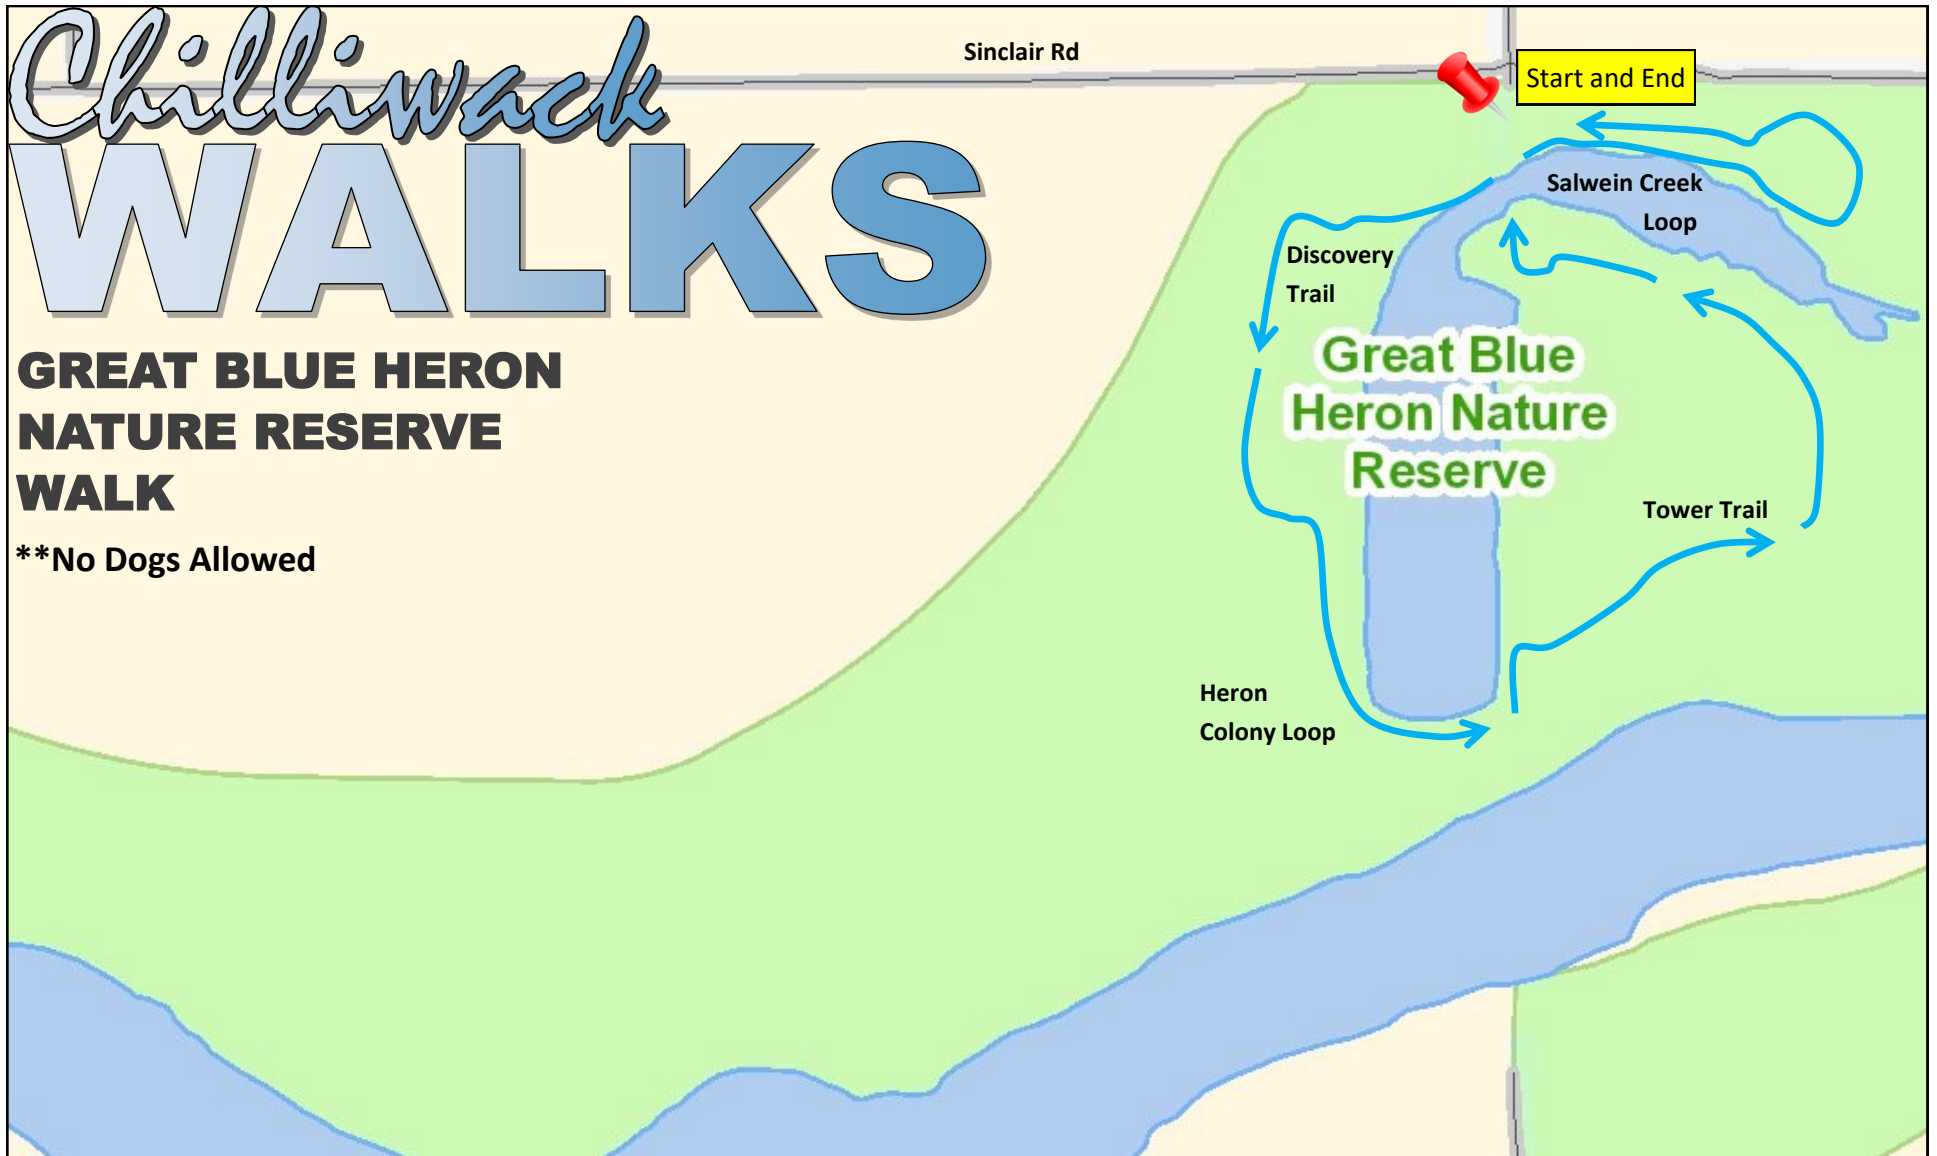 Chilliwack
WALKS
GREAT BLUE HERON
NATURE RESERVE
WALK
**No Dogs Allowed
Sinclair Rd
Start and End
Salwein Creek
Loop
Discovery
Trail
Great Blue
Heron Nature
Reserve
Tower Trail
Heron
Colony Loop